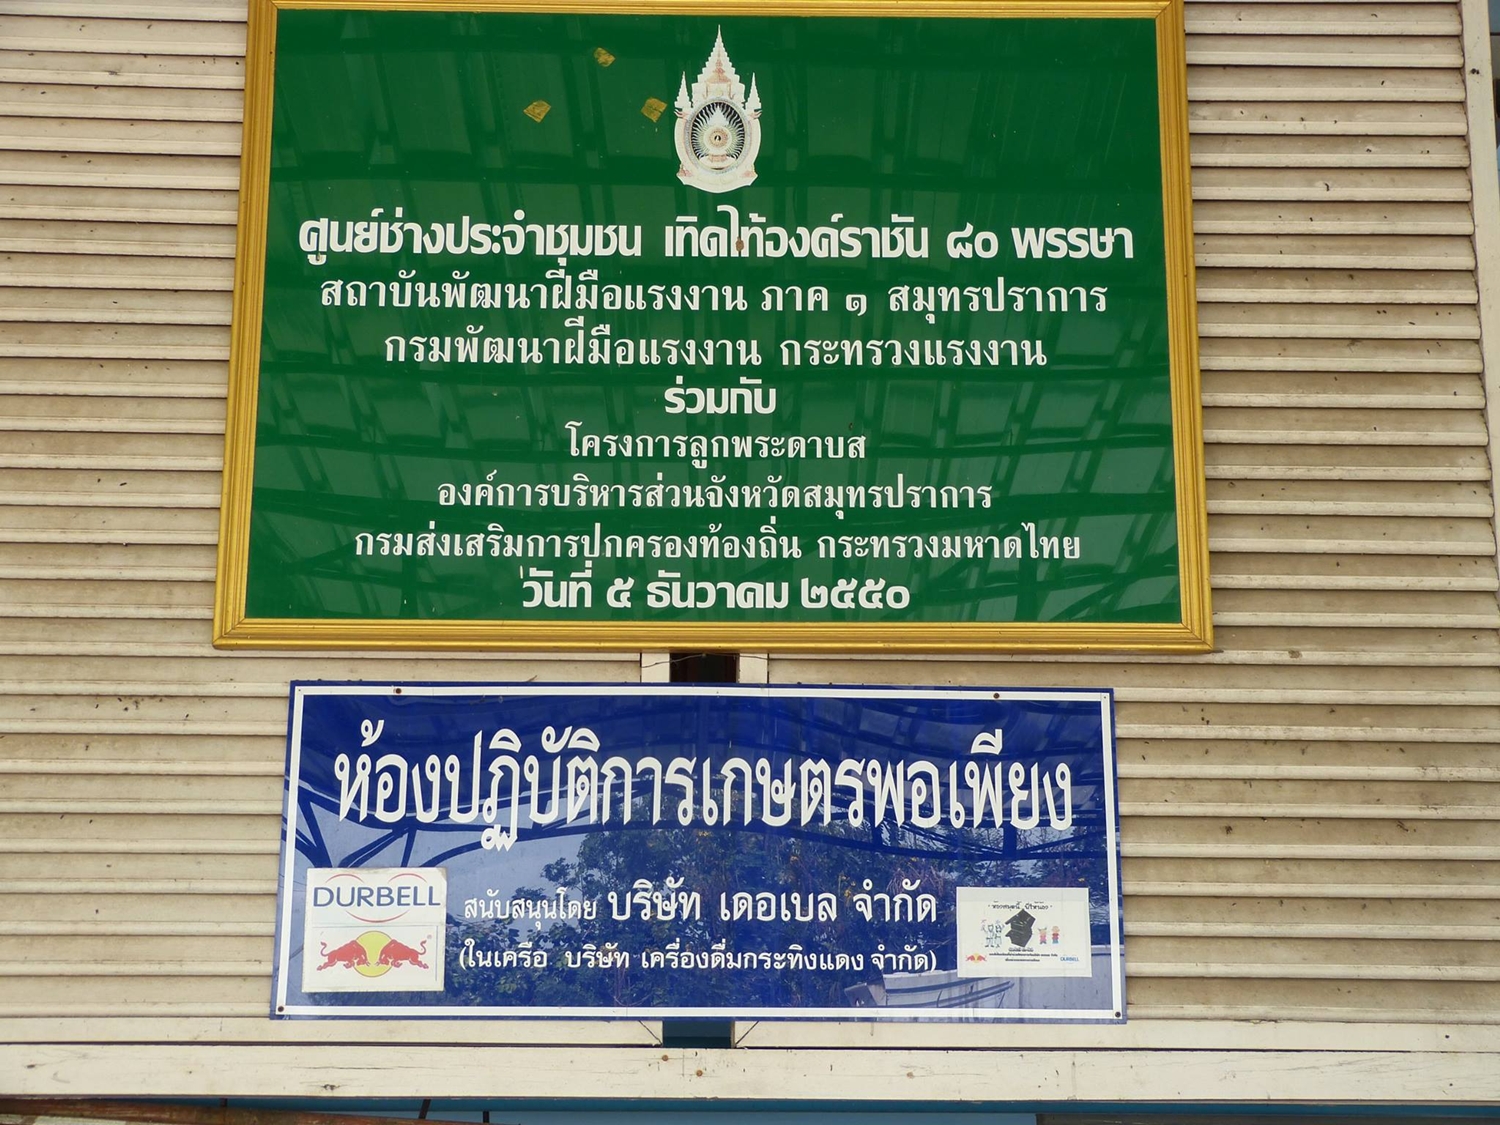 ศูนย์ช่างประจำชุมชน เทิดไท้องค์ราชัน ๘๐ พรรษา
สถาบันพัฒนาฝีมือแรงงาน ภาค ๑ สมุทรปราการ
กรมพัฒนาฝีมือแรงงาน กระทรวงแรงงาน
ร่วมกับ
โครงการลูกพระดาบส
องค์การบริหารส่วนจังหวัดสมุทรปราการ
กรมส่งเสริมการปกครองท้องถิ่น กระทรวงมหาดไทย
วันที่ ๕ ธันวาคม ๒๕๕๐
ห้องปฏิบัติการเกษตรพอเพียง
DURBELL
สนับสนุนโดย บริษัท เดอเบล จำกัด
(ในเครือ บริษัท เครื่องดื่มกระทิงแดง จำกัด)
DURBELL